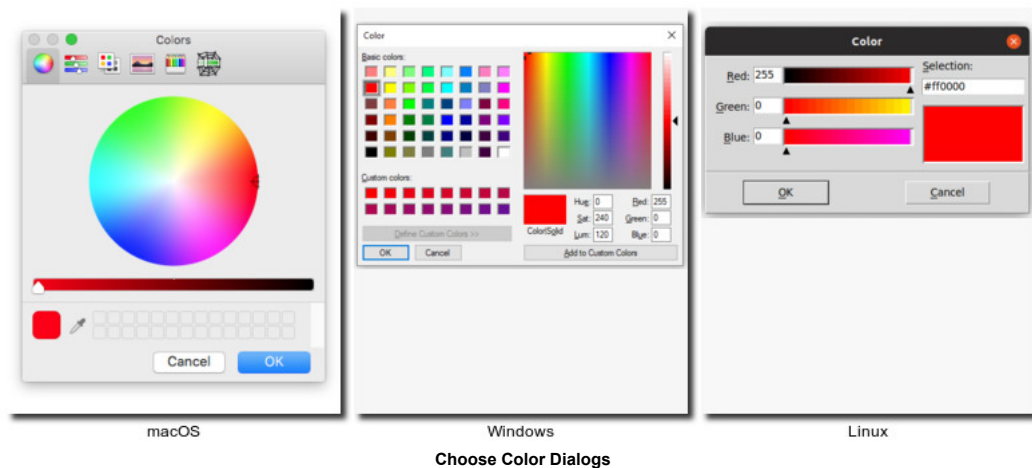 Colors
Cancel
OK
macOS
Color
Basic colors:
Custom colors:
Define Custom Colors >>
OK
Cancel
Hue: 0
Sat: 240
Lum: 120
Red: 255
Green: 0
Blue: 0
Color|Solid
Add to Custom Colors
Windows
Color
Red: 255
Green: 0
Blue: 0
Selection:
#ff0000
OK
Cancel
Linux
Choose Color Dialogs